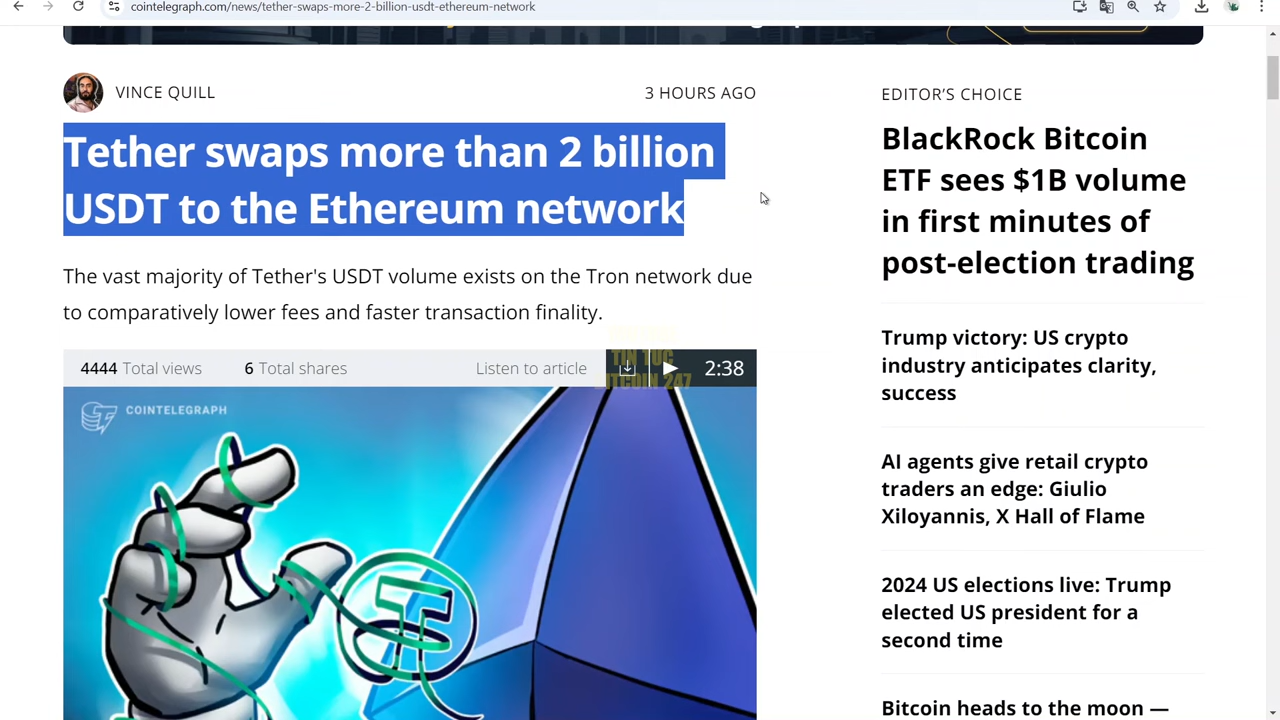 cointelegraph.com/news/tether-swaps-more-2-billion-usdt-ethereum-network
VINCE QUILL
3 HOURS AGO
Tether swaps more than 2 billion
USDT to the Ethereum network
The vast majority of Tether's USDT volume exists on the Tron network due
to comparatively lower fees and faster transaction finality.
4444 Total views
6 Total shares
Listen to article
2:38
TIN TUC
BITCOIN 247
COINTELEGRAPH
EDITOR’S CHOICE
BlackRock Bitcoin
ETF sees $1B volume
in first minutes of
post-election trading
Trump victory: US crypto
industry anticipates clarity,
success
AI agents give retail crypto
traders an edge: Giulio
Xiloyannis, X Hall of Flame
2024 US elections live: Trump
elected US president for a
second time
Bitcoin heads to the moon —